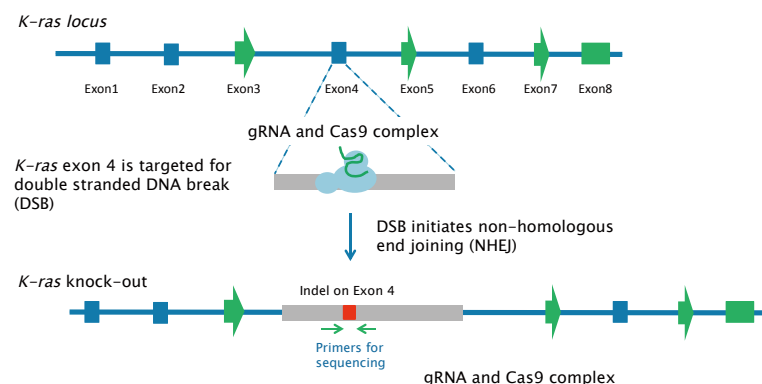 K-ras locus
Exon1
Exon2
Exon3
Exon4
Exon5
Exon6
Exon7
Exon8
gRNA and Cas9 complex
K-ras exon 4 is targeted for
double stranded DNA break
(DSB)
DSB initiates non-homologous
end joining (NHEJ)
K-ras knock-out
Indel on Exon 4
Primers for
sequencing
gRNA and Cas9 complex